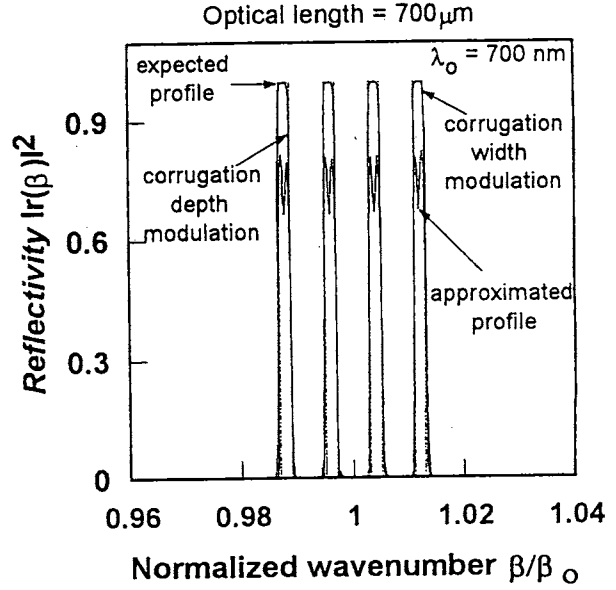 Optical length = 700μm
λo = 700 nm
expected
profile
corrugation
width
modulation
corrugation
depth
modulation
approximated
profile
Reflectivity |r(β)|²
0.9
0.6
0.3
0
0.96
0.98
1
1.02
1.04
Normalized wavenumber β/βo